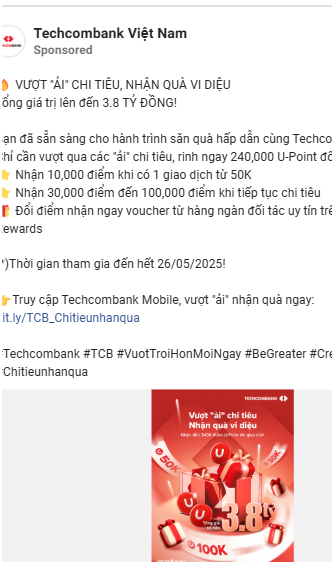 Techcombank Việt Nam
Sponsored
VƯỢT "ẢI" CHI TIÊU, NHẬN QUÀ VI DIỆU
ổng giá trị lên đến 3.8 TỶ ĐỒNG!
ạn đã sẵn sàng cho hành trình săn quà hấp dẫn cùng Techco
hỉ cần vượt qua các "ải" chi tiêu, rinh ngay 240,000 U-Point đổ
Nhận 10,000 điểm khi có 1 giao dịch từ 50K
Nhận 30,000 điểm đến 100,000 điểm khi tiếp tục chi tiêu
Đổi điểm nhận ngay voucher từ hàng ngàn đối tác uy tín trê
ewards
*)Thời gian tham gia đến hết 26/05/2025!
Truy cập Techcombank Mobile, vượt "ải" nhận quà ngay:
it.ly/TCB_Chitieunhanqua
Techcombank #TCB #VuotTroiHonMoiNgay #BeGreater #Cre
Chitieunhanqua
TECHCOMBANK
Vượt "ải" chi tiêu
Nhận quà vi diệu
50K
30K
U
U
Tổng giá
3.8 tỷ
100K